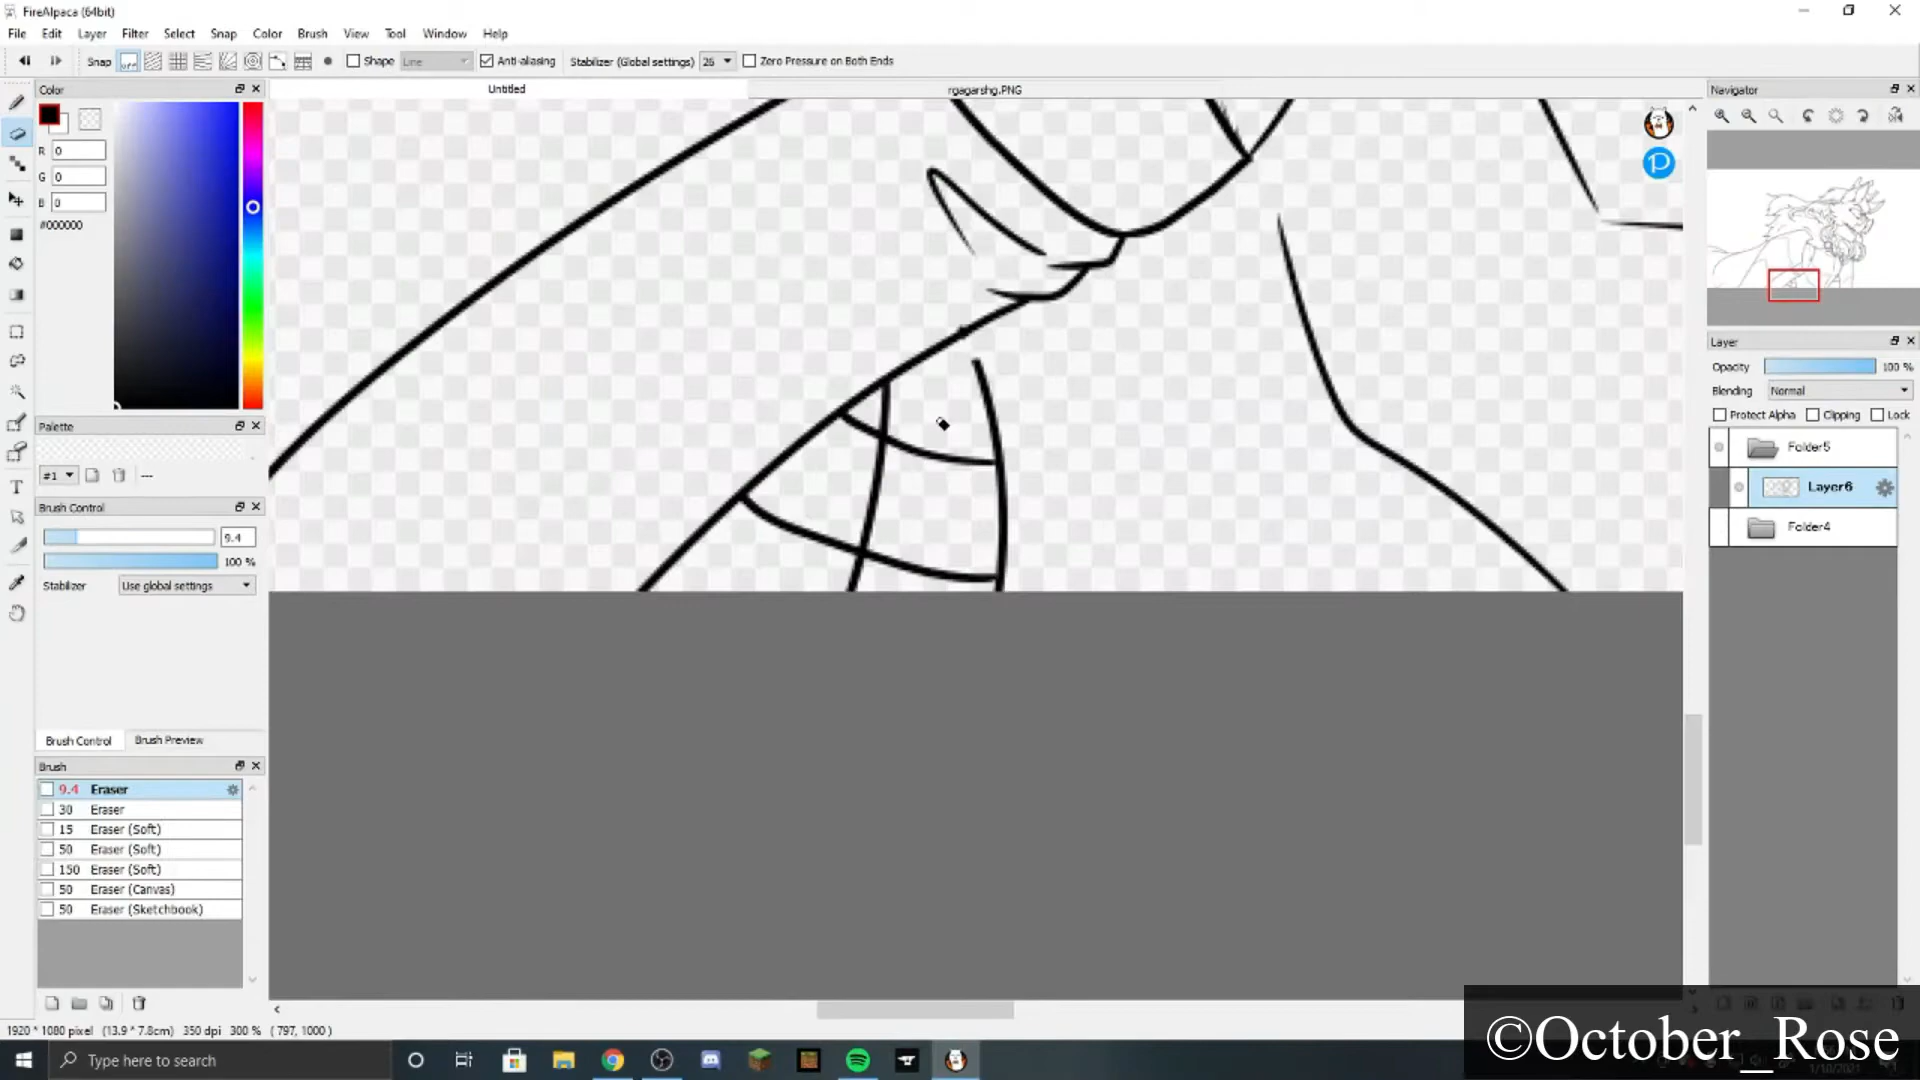 FireAlpaca (64bit)
File Edit Layer Filter Select Snap Color Brush View Tool Window Help
Snap OFF Shape Line Anti-aliasing Stabilizer (Global settings) 26 Zero Pressure on Both Ends
Color
Untitled
rgagarshg.PNG
Navigator
R 0
G 0
B 0
#000000
Layer
Opacity 100 %
Blending Normal
Protect Alpha Clipping Lock
Folder5
Layer6
Folder4
Palette
#1 ---
Brush Control
9.4
100 %
Stabilizer Use global settings
Brush Control Brush Preview
Brush
9.4 Eraser
30 Eraser
15 Eraser (Soft)
50 Eraser (Soft)
150 Eraser (Soft)
50 Eraser (Canvas)
50 Eraser (Sketchbook)
1920 * 1080 pixel (13.9 * 7.8cm) 350 dpi 300 % ( 797, 1000 )
Type here to search
©October_Rose